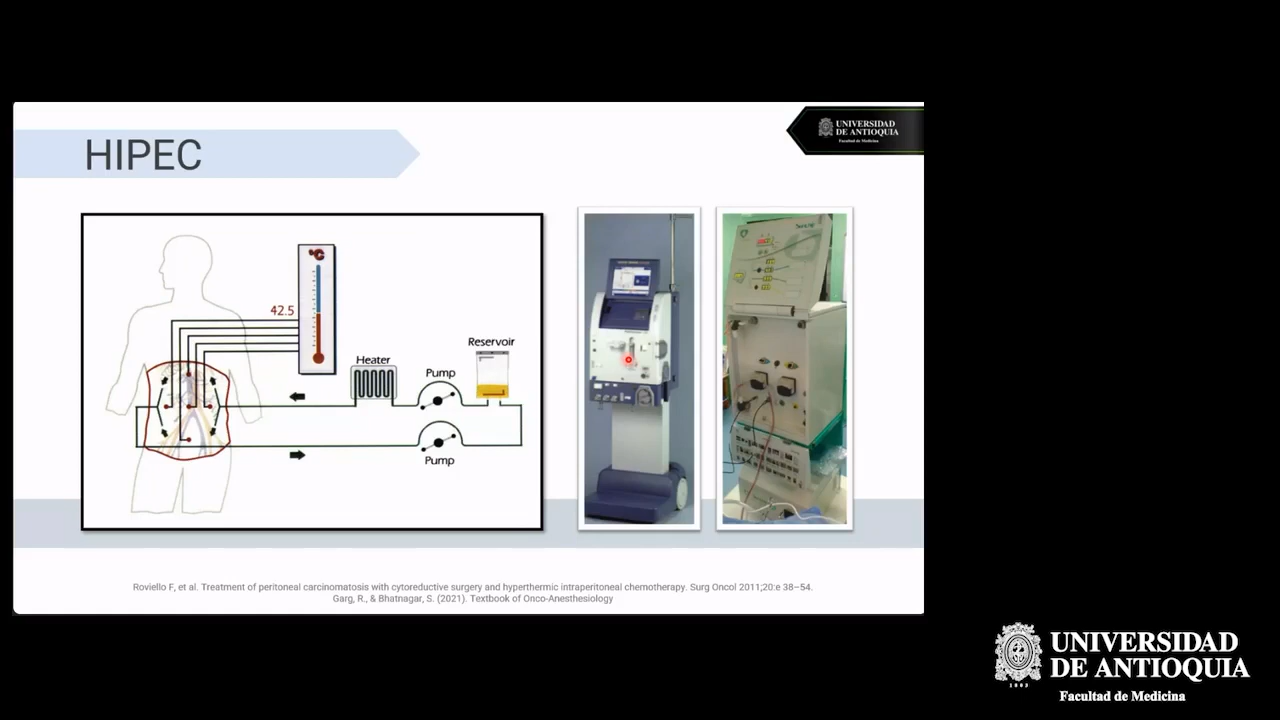 HIPEC
UNIVERSIDAD
DE ANTIOQUIA
Facultad de Medicina
°C
42.5
Heater
Pump
Reservoir
Pump
Roviello F, et al. Treatment of peritoneal carcinomatosis with cytoreductive surgery and hyperthermic intraperitoneal chemotherapy. Surg Oncol 2011;20:e 38–54.
Garg, R., & Bhatnagar, S. (2021). Textbook of Onco-Anesthesiology
1803
UNIVERSIDAD
DE ANTIOQUIA
Facultad de Medicina